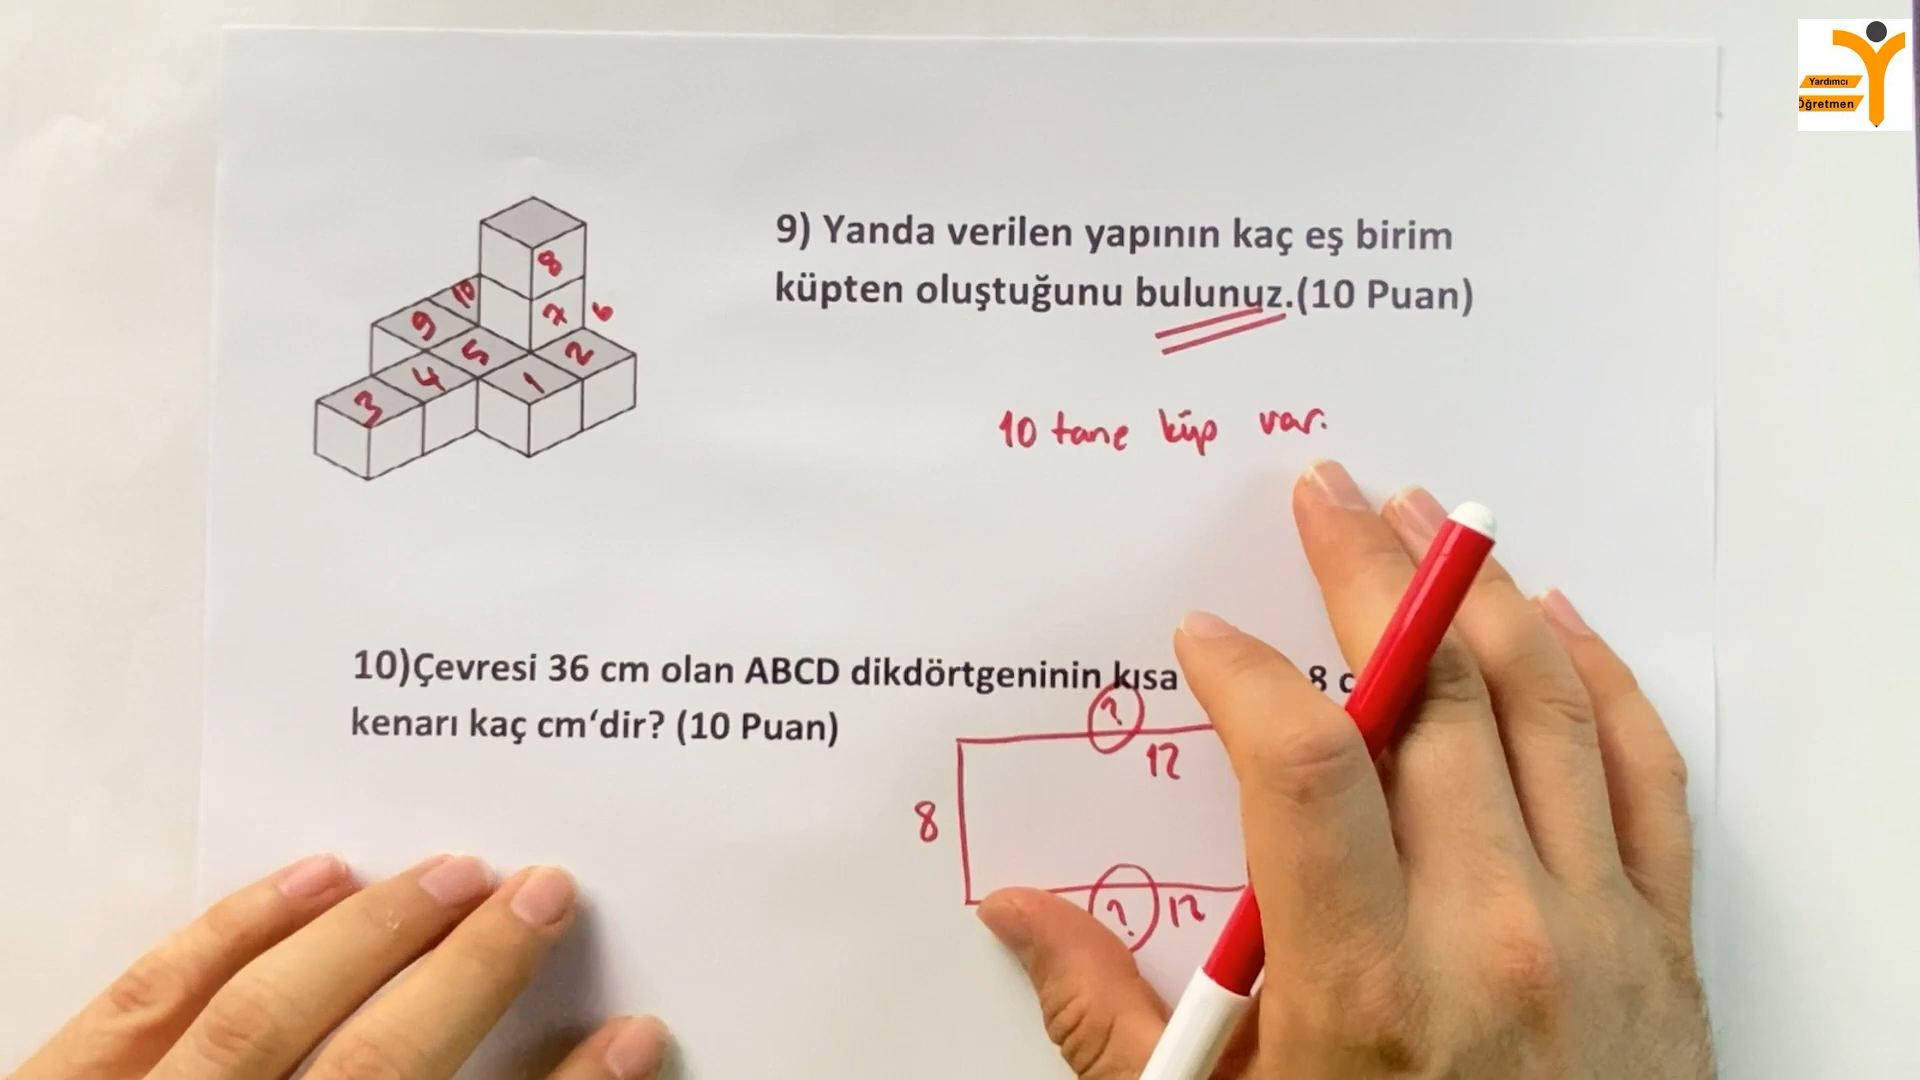 Yardımcı
Öğretmen
9) Yanda verilen yapının kaç eş birim
küpten oluştuğunu bulunuz.(10 Puan)
8
10
7
6
9
5
2
4
1
3
10 tane küp var.
10)Çevresi 36 cm olan ABCD dikdörtgeninin kısa 8 c
kenarı kaç cm‘dir? (10 Puan)
?
12
8
? 12